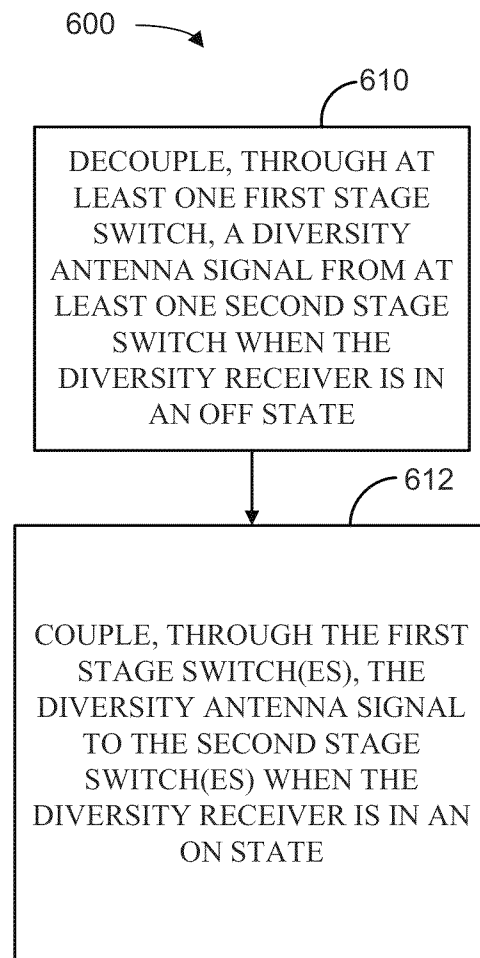 600
610
DECOUPLE, THROUGH AT
LEAST ONE FIRST STAGE
SWITCH, A DIVERSITY
ANTENNA SIGNAL FROM AT
LEAST ONE SECOND STAGE
SWITCH WHEN THE
DIVERSITY RECEIVER IS IN
AN OFF STATE
612
COUPLE, THROUGH THE FIRST
STAGE SWITCH(ES), THE
DIVERSITY ANTENNA SIGNAL
TO THE SECOND STAGE
SWITCH(ES) WHEN THE
DIVERSITY RECEIVER IS IN AN
ON STATE